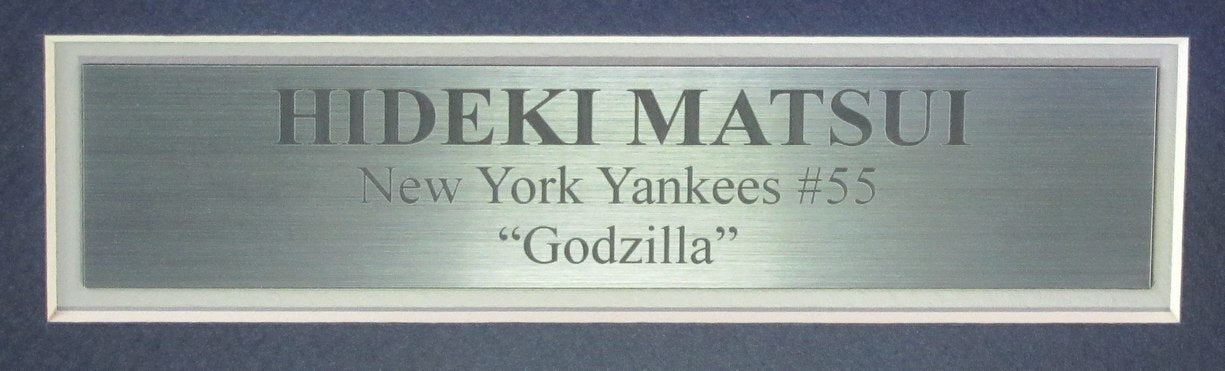 HIDEKI MATSUI
New York Yankees #55
“Godzilla”